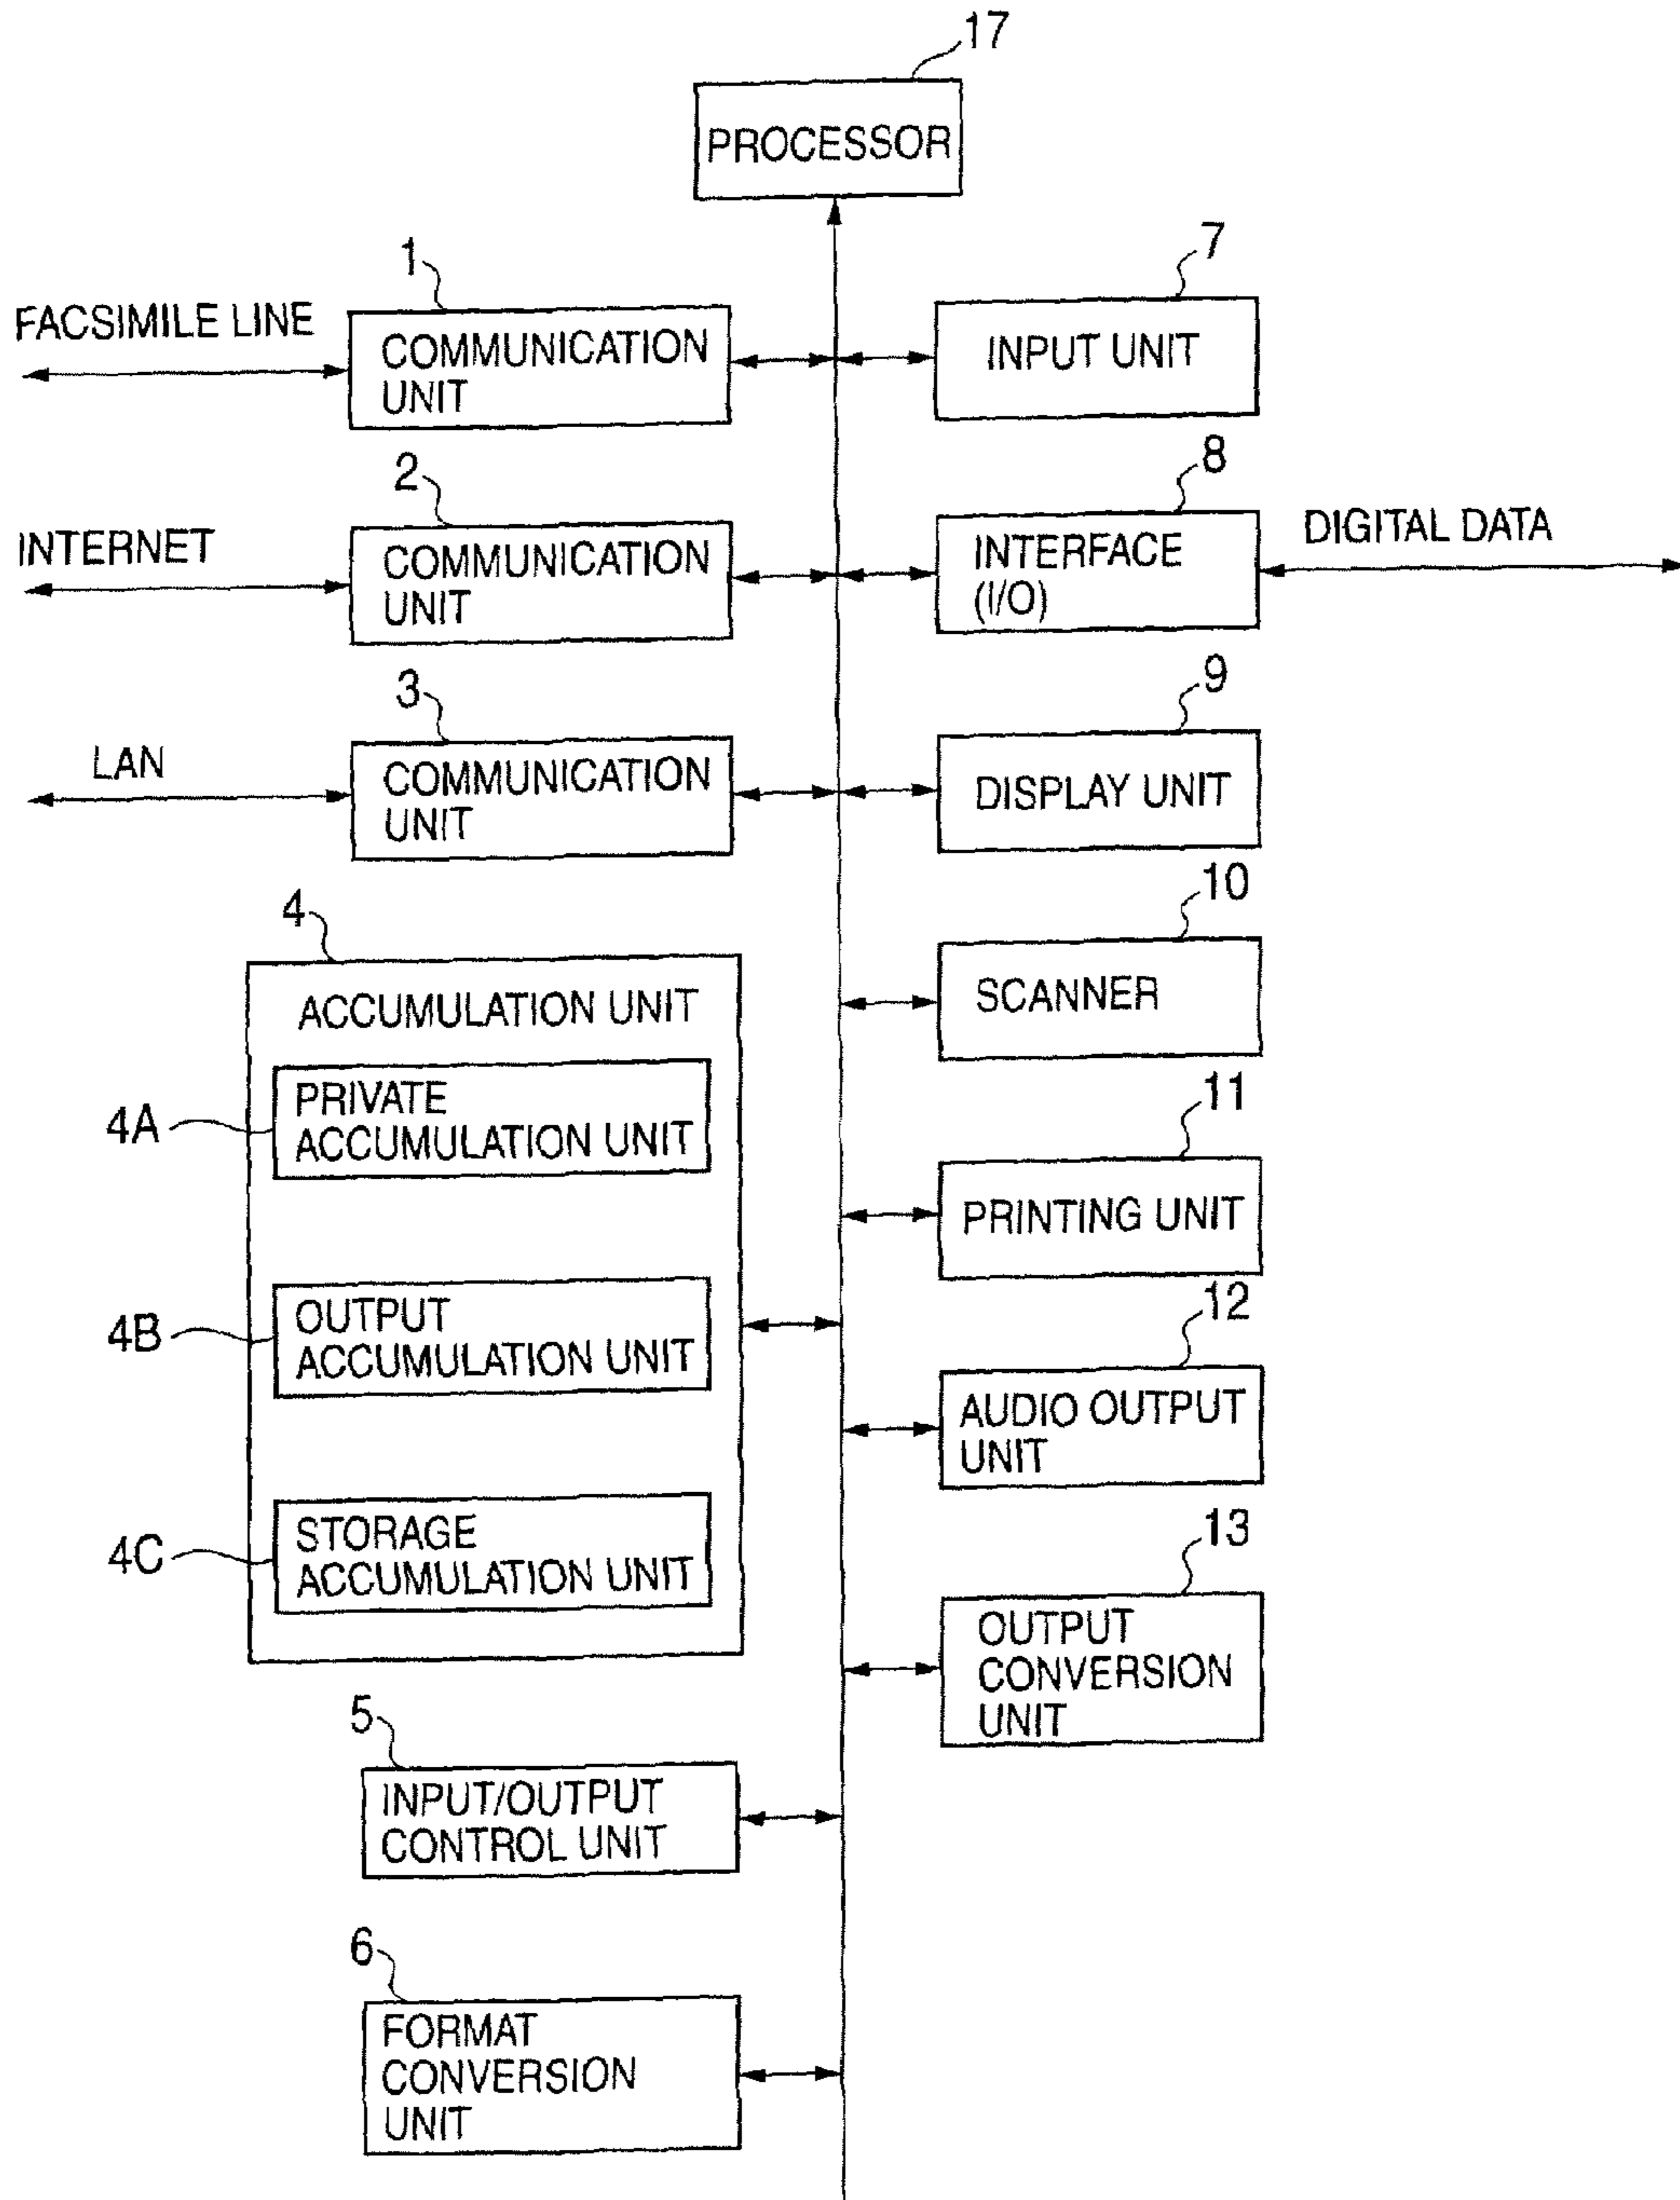 17
PROCESSOR
1
FACSIMILE LINE
COMMUNICATION
UNIT
7
INPUT UNIT
2
INTERNET
COMMUNICATION
UNIT
8
INTERFACE
(I/O)
DIGITAL DATA
3
LAN
COMMUNICATION
UNIT
9
DISPLAY UNIT
10
SCANNER
4
ACCUMULATION UNIT
4A
PRIVATE
ACCUMULATION UNIT
11
PRINTING UNIT
4B
OUTPUT
ACCUMULATION UNIT
12
AUDIO OUTPUT
UNIT
4C
STORAGE
ACCUMULATION UNIT
13
OUTPUT
CONVERSION
UNIT
5
INPUT/OUTPUT
CONTROL UNIT
6
FORMAT
CONVERSION
UNIT